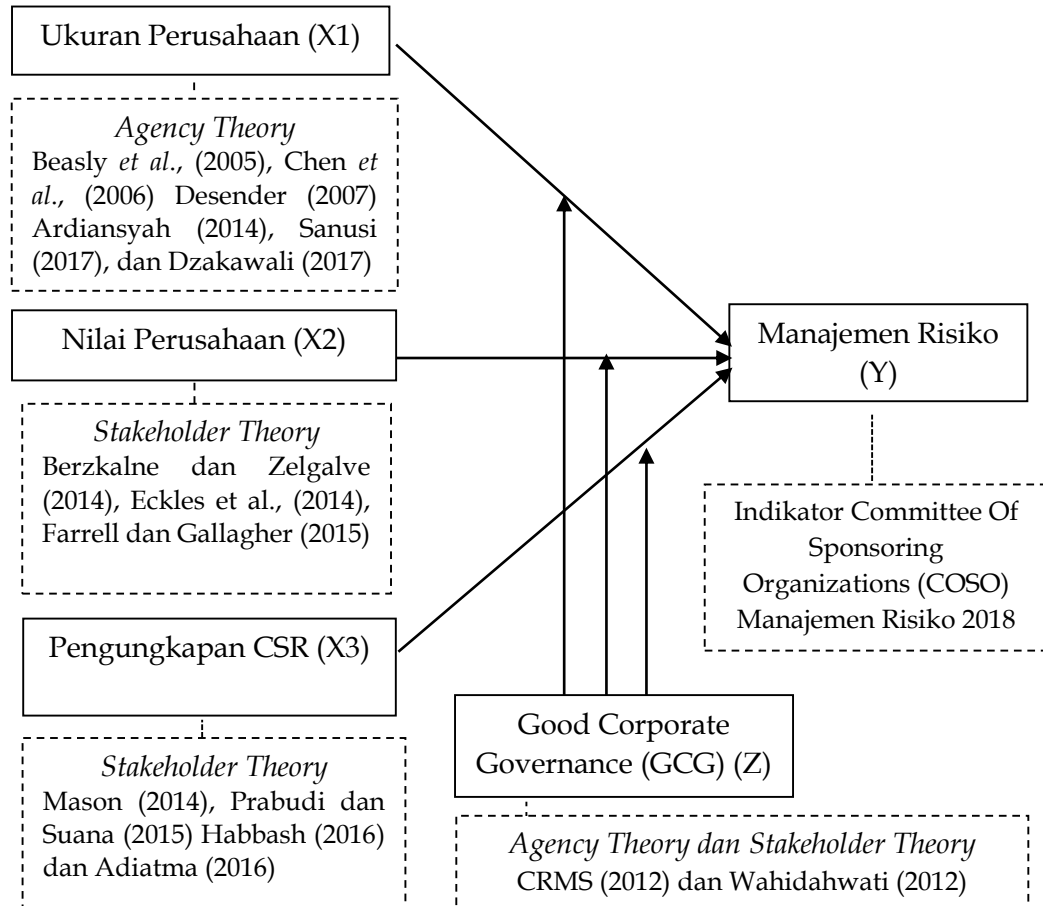 Ukuran Perusahaan (X1)
Agency Theory
Beasly et al., (2005), Chen et
al., (2006) Desender (2007)
Ardiansyah (2014), Sanusi
(2017), dan Dzakawali (2017)
Nilai Perusahaan (X2)
Stakeholder Theory
Berzkalne dan Zelgalve
(2014), Eckles et al., (2014),
Farrell dan Gallagher (2015)
Pengungkapan CSR (X3)
Stakeholder Theory
Mason (2014), Prabudi dan
Suana (2015) Habbash (2016)
dan Adiatma (2016)
Manajemen Risiko
(Y)
Indikator Committee Of
Sponsoring
Organizations (COSO)
Manajemen Risiko 2018
Good Corporate
Governance (GCG) (Z)
Agency Theory dan Stakeholder Theory
CRMS (2012) dan Wahidahwati (2012)